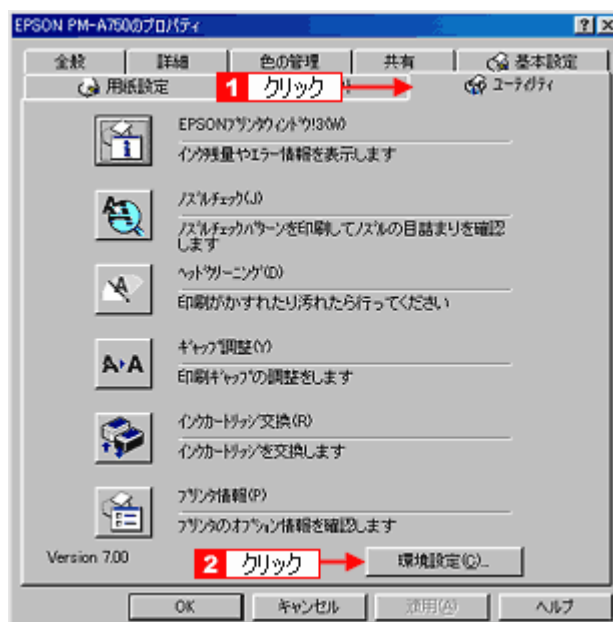 EPSON PM-A750のプロパティ
全般 詳細 色の管理 共有 基本設定
用紙設定 1 クリック ユーティリティ
EPSONプリンタウィンドウ!3(W)
インク残量やエラー情報を表示します
ノズルチェック(J)
ノズルチェックパターンを印刷してノズルの目詰まりを確認
します
ヘッドクリーニング(D)
印刷がかすれたり汚れたら行ってください
ギャップ調整(Y)
印刷ギャップの調整をします
インクカートリッジ交換(R)
インクカートリッジを交換します
プリンタ情報(P)
プリンタのオプション情報を確認します
Version 7.00 2 クリック 環境設定(C)...
OK キャンセル 適用(A) ヘルプ